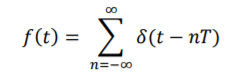 f(t) = ∑_{n=-∞}^{∞} δ(t − nT)